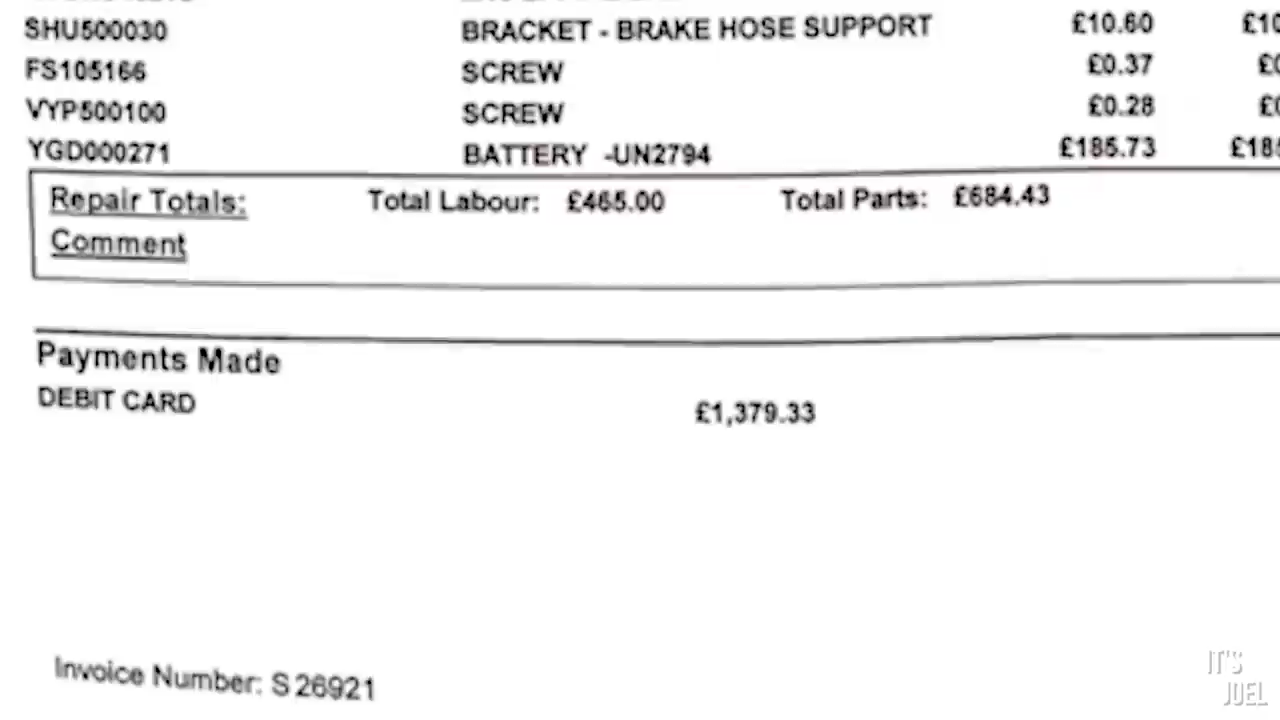 SHU500030 BRACKET - BRAKE HOSE SUPPORT £10.60
FS105166 SCREW £0.37
VYP500100 SCREW £0.28
YGD000271 BATTERY -UN2794 £185.73
Repair Totals: Total Labour: £465.00 Total Parts: £684.43
Comment
Payments Made
DEBIT CARD £1,379.33
Invoice Number: S 26921
IT'S
JOEL